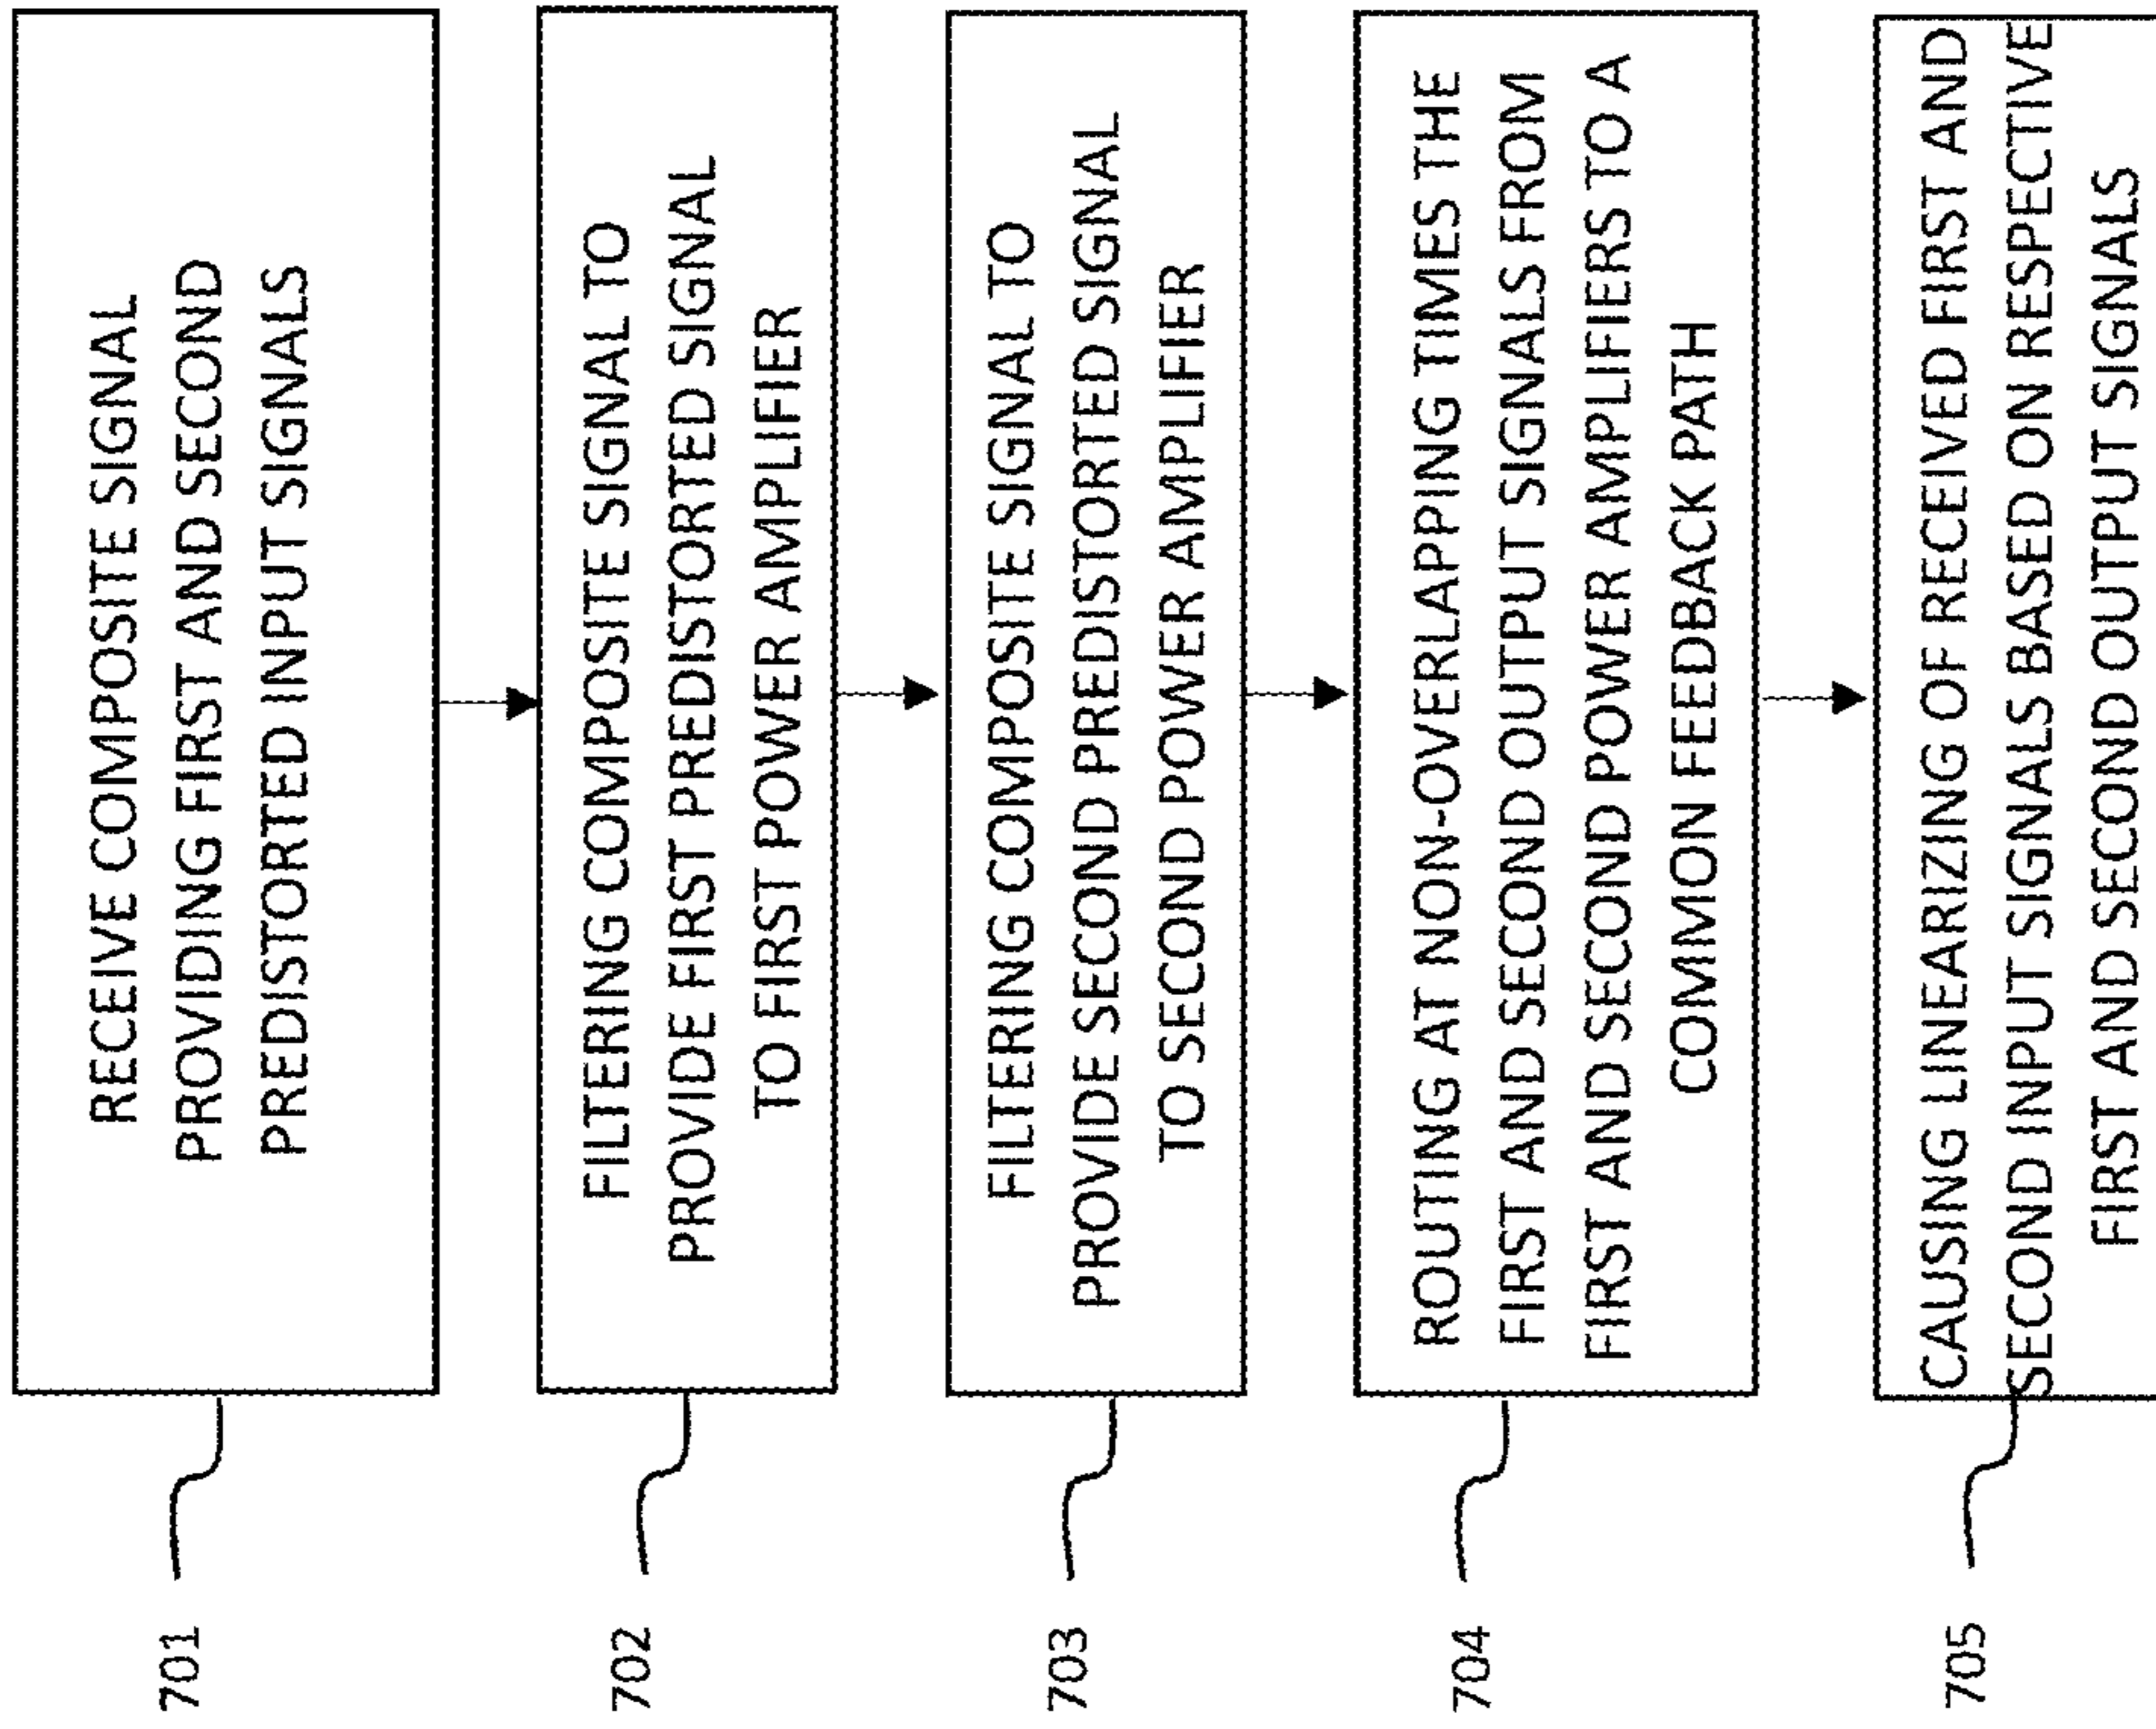 701
RECEIVE COMPOSITE SIGNAL
PROVIDING FIRST AND SECOND
PREDISTORTED INPUT SIGNALS
702
FILTERING COMPOSITE SIGNAL TO
PROVIDE FIRST PREDISTORTED SIGNAL
TO FIRST POWER AMPLIFIER
703
FILTERING COMPOSITE SIGNAL TO
PROVIDE SECOND PREDISTORTED SIGNAL
TO SECOND POWER AMPLIFIER
704
ROUTING AT NON-OVERLAPPING TIMES THE
FIRST AND SECOND OUTPUT SIGNALS FROM
FIRST AND SECOND POWER AMPLIFIERS TO A
COMMON FEEDBACK PATH
705
CAUSING LINEARIZING OF RECEIVED FIRST AND
SECOND INPUT SIGNALS BASED ON RESPECTIVE
FIRST AND SECOND OUTPUT SIGNALS